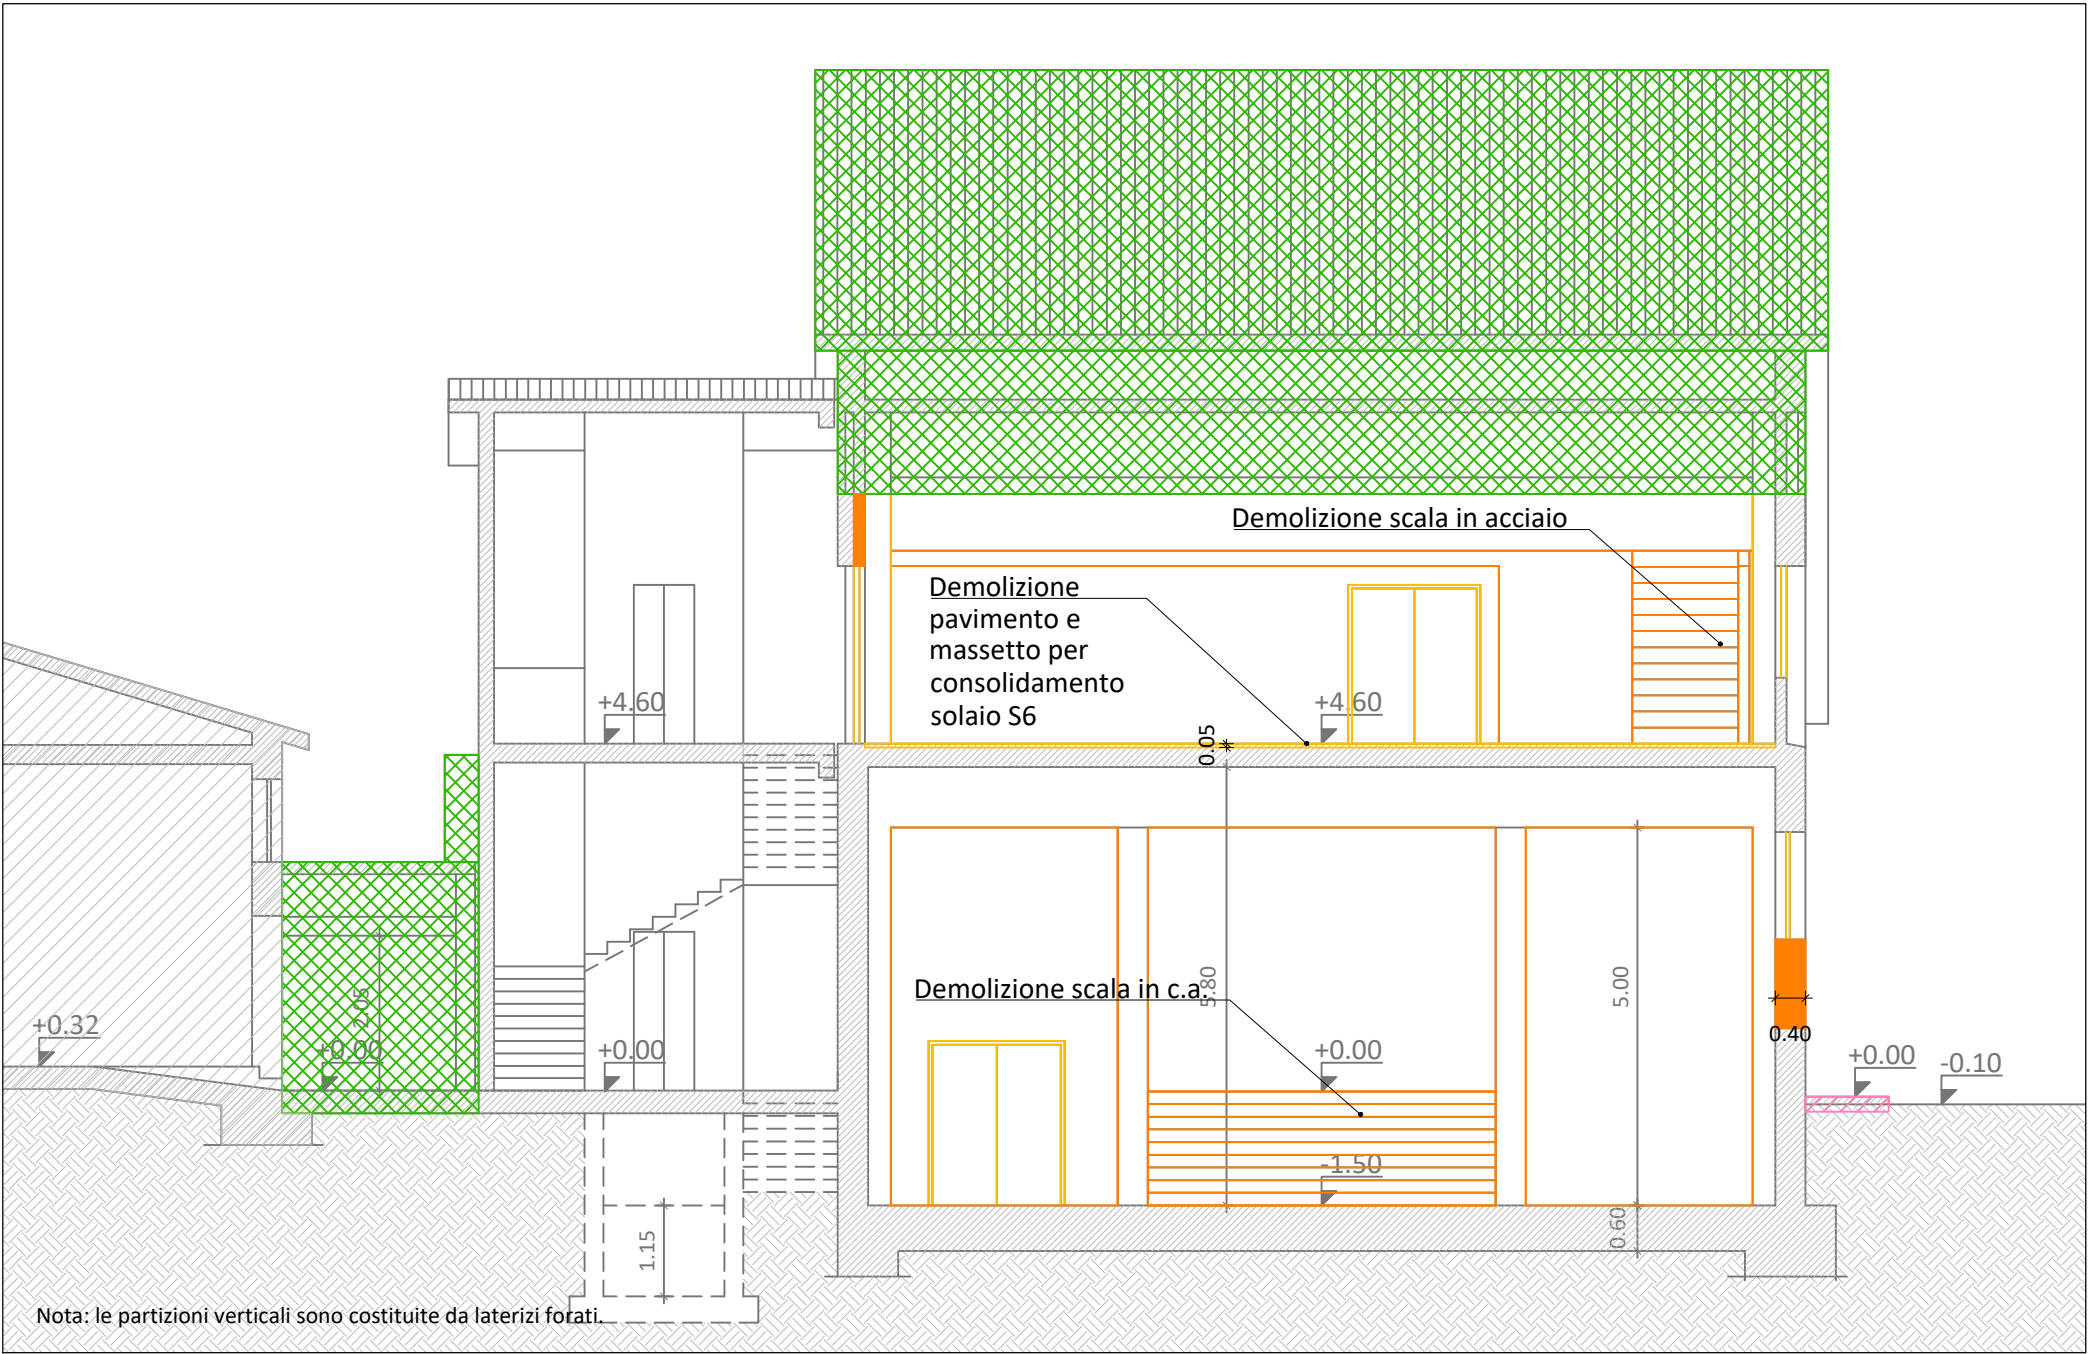 Demolizione scala in acciaio
Demolizione
pavimento e
massetto per
consolidamento
solaio S6
+4.60
+4.60
0.05
Demolizione scala in c.a.
5.80
5.00
2.05
+0.32
+0.00
+0.00
+0.00
0.40
+0.00
-0.10
-1.50
1.15
0.60
Nota: le partizioni verticali sono costituite da laterizi forati.